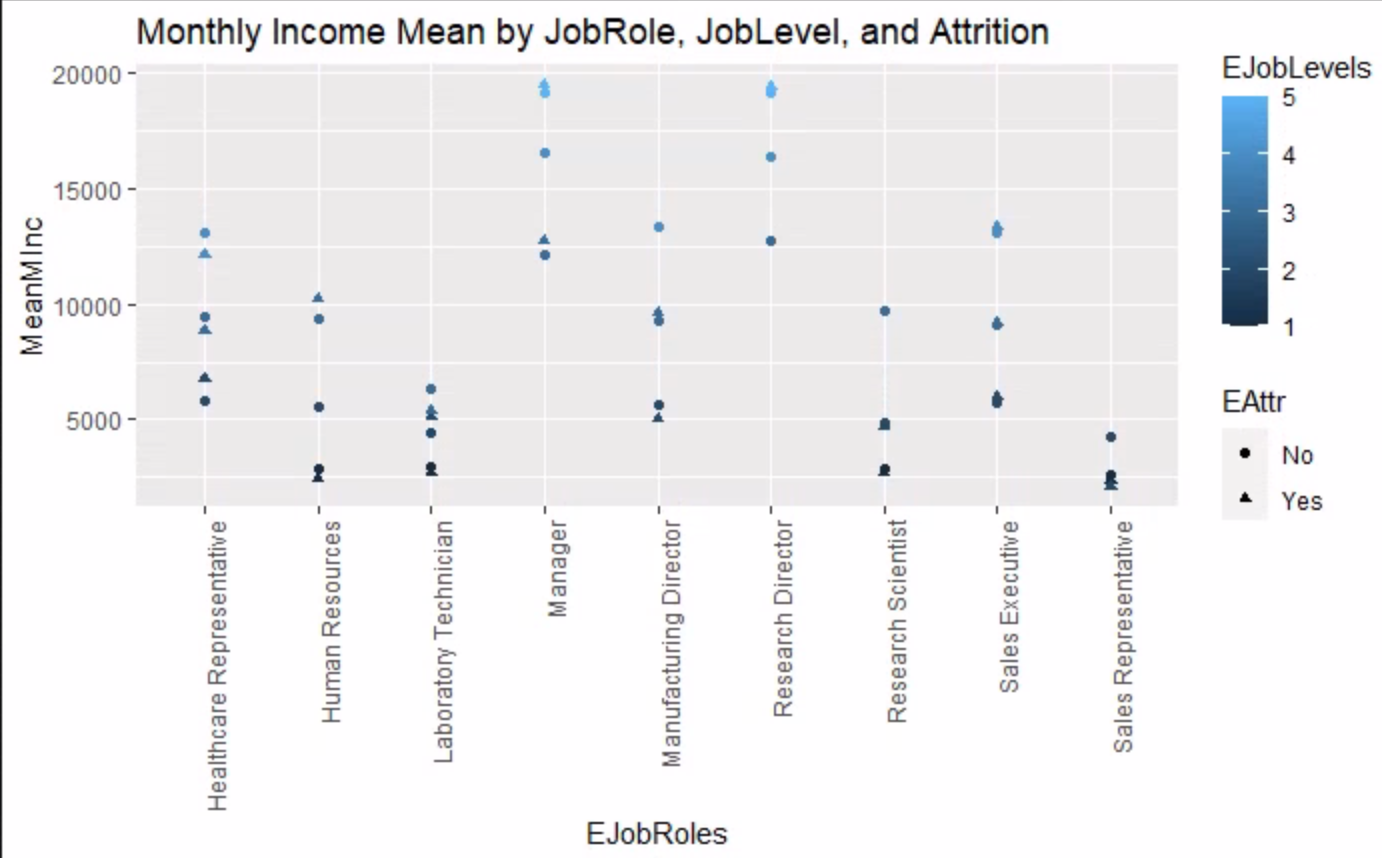 Monthly Income Mean by JobRole, JobLevel, and Attrition
MeanMInc
20000
15000
10000
5000
Healthcare Representative
Human Resources
Laboratory Technician
Manager
Manufacturing Director
Research Director
Research Scientist
Sales Executive
Sales Representative
EJobRoles
EJobLevels
5
4
3
2
1
EAttr
No
Yes